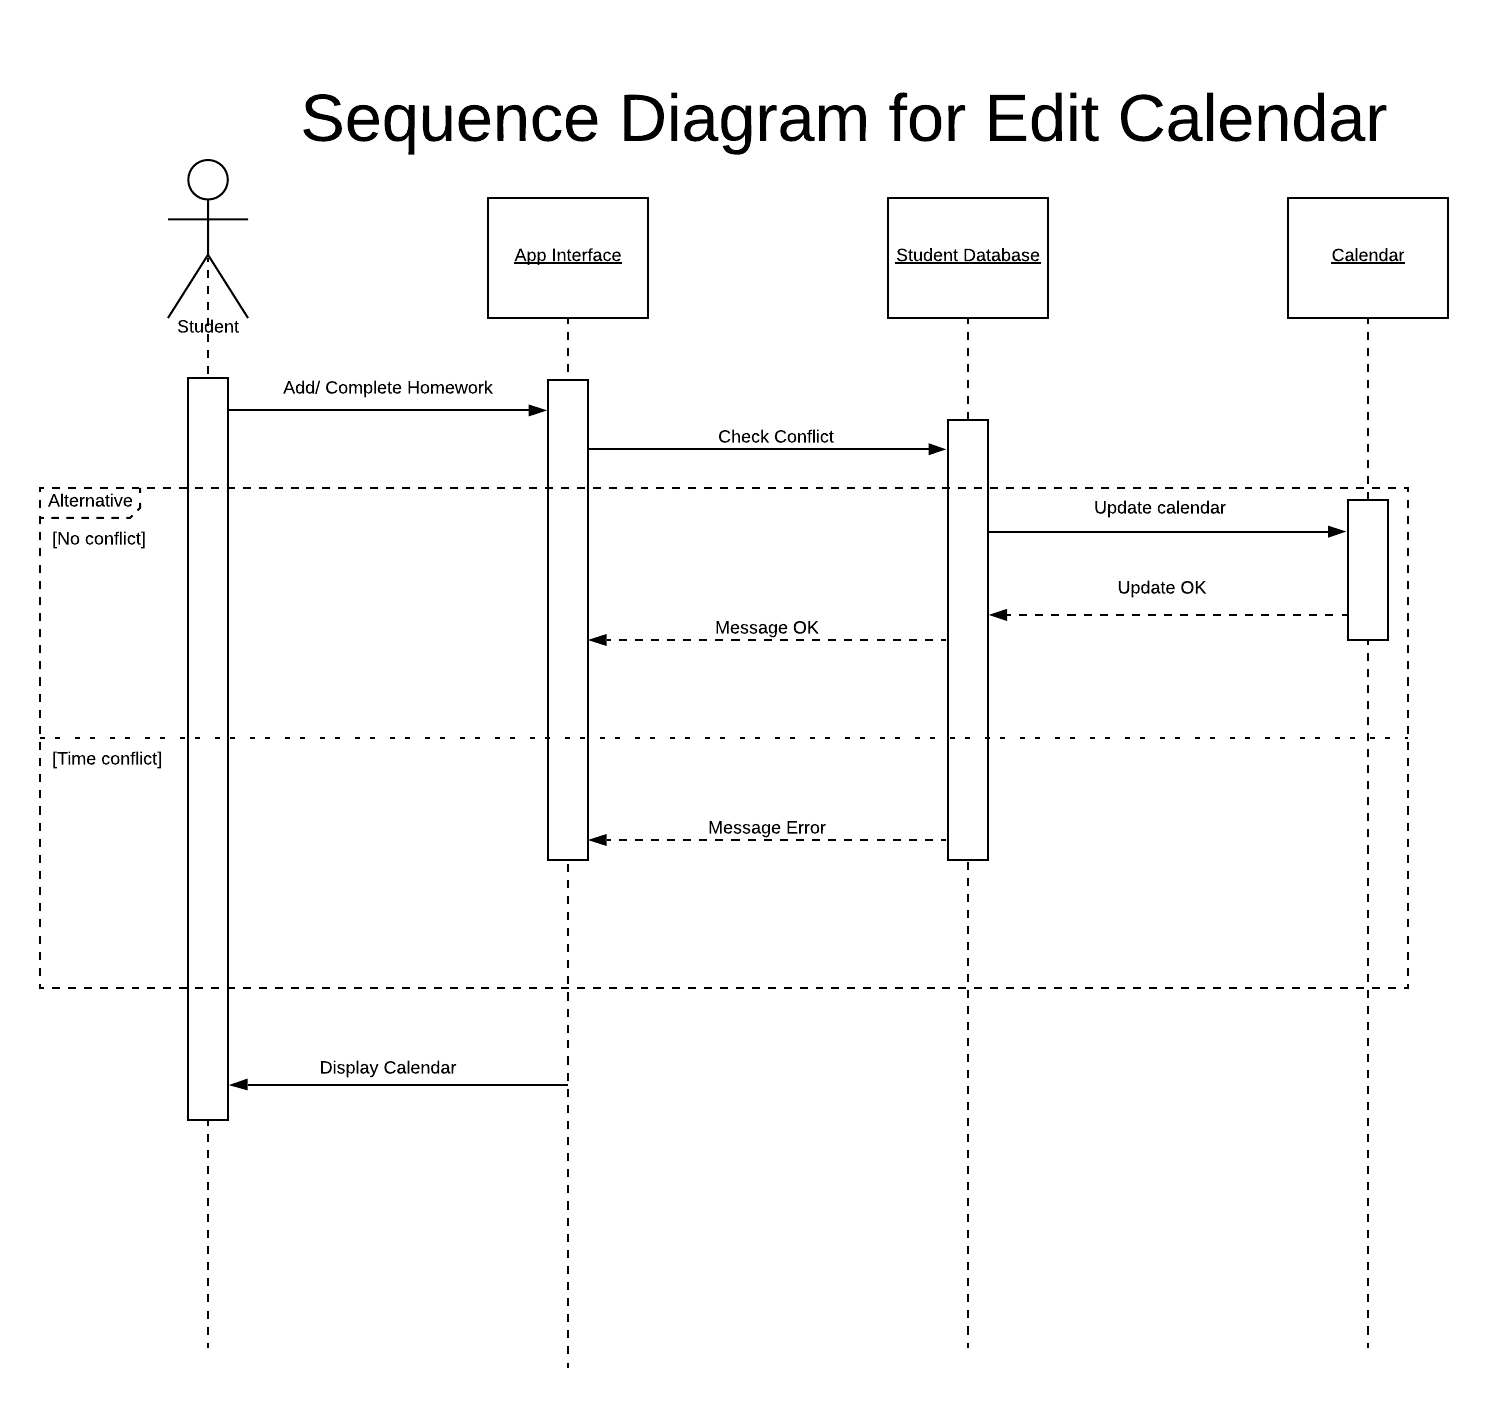 Sequence Diagram for Edit Calendar
App Interface
Student Database
Calendar
Student
Add/ Complete Homework
Check Conflict
Alternative
Update calendar
[No conflict]
Update OK
Message OK
[Time conflict]
Message Error
Display Calendar